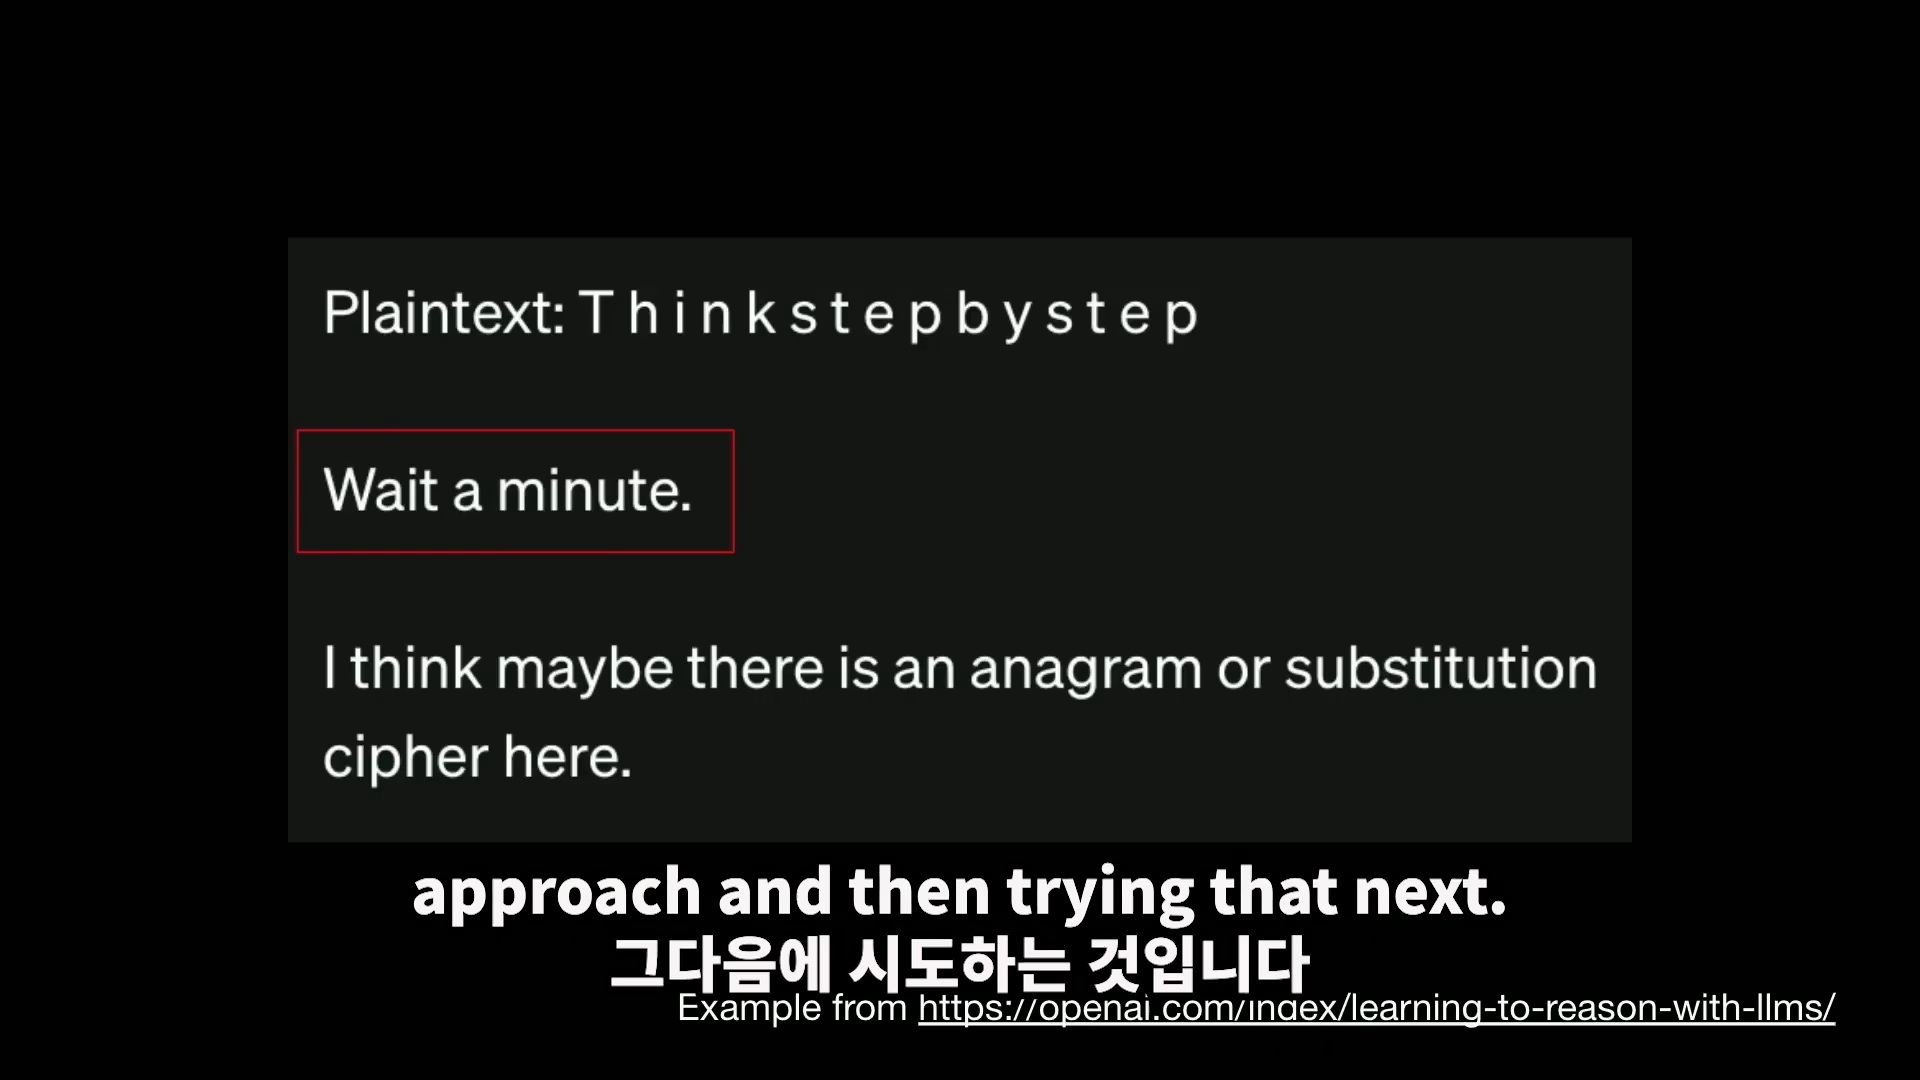 Plaintext: T h i n k s t e p b y s t e p
Wait a minute.
I think maybe there is an anagram or substitution
cipher here.
approach and then trying that next.
그다음에 시도하는 것입니다
Example from https://openai.com/index/learning-to-reason-with-llms/